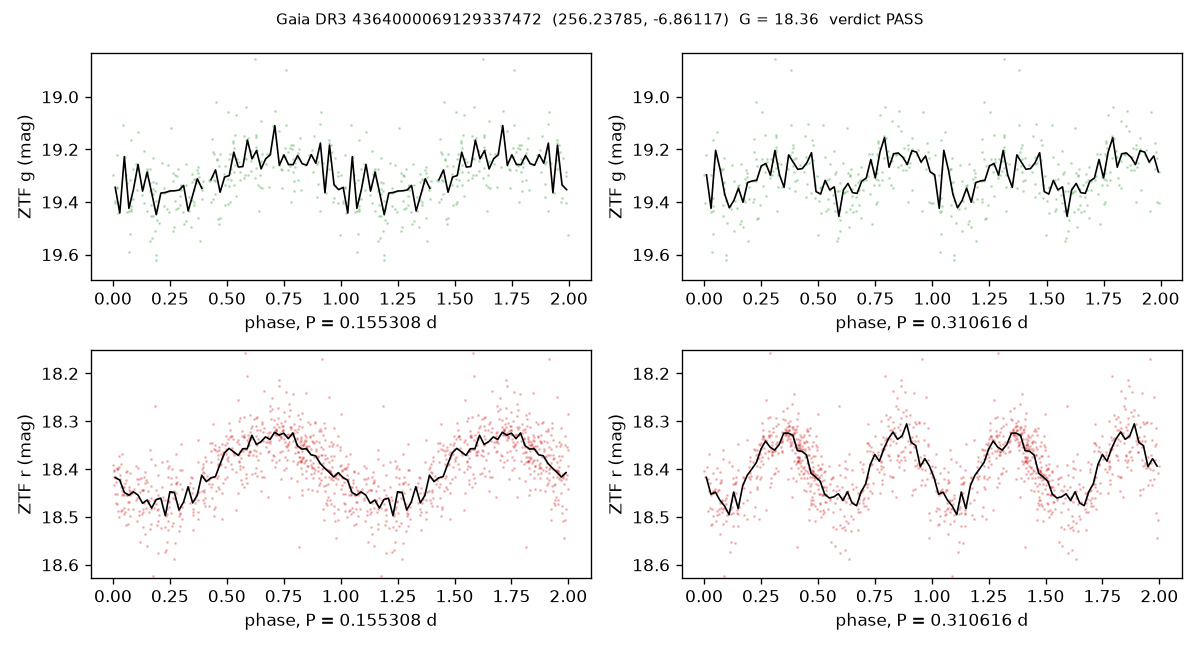 Gaia DR3 4364000069129337472 (256.23785, -6.86117) G = 18.36 verdict PASS
ZTF g (mag)
19.0
19.2
19.4
19.6
0.00 0.25 0.50 0.75 1.00 1.25 1.50 1.75 2.00
phase, P = 0.155308 d
ZTF g (mag)
19.0
19.2
19.4
19.6
0.00 0.25 0.50 0.75 1.00 1.25 1.50 1.75 2.00
phase, P = 0.310616 d
ZTF r (mag)
18.2
18.3
18.4
18.5
18.6
0.00 0.25 0.50 0.75 1.00 1.25 1.50 1.75 2.00
phase, P = 0.155308 d
ZTF r (mag)
18.2
18.3
18.4
18.5
18.6
0.00 0.25 0.50 0.75 1.00 1.25 1.50 1.75 2.00
phase, P = 0.310616 d